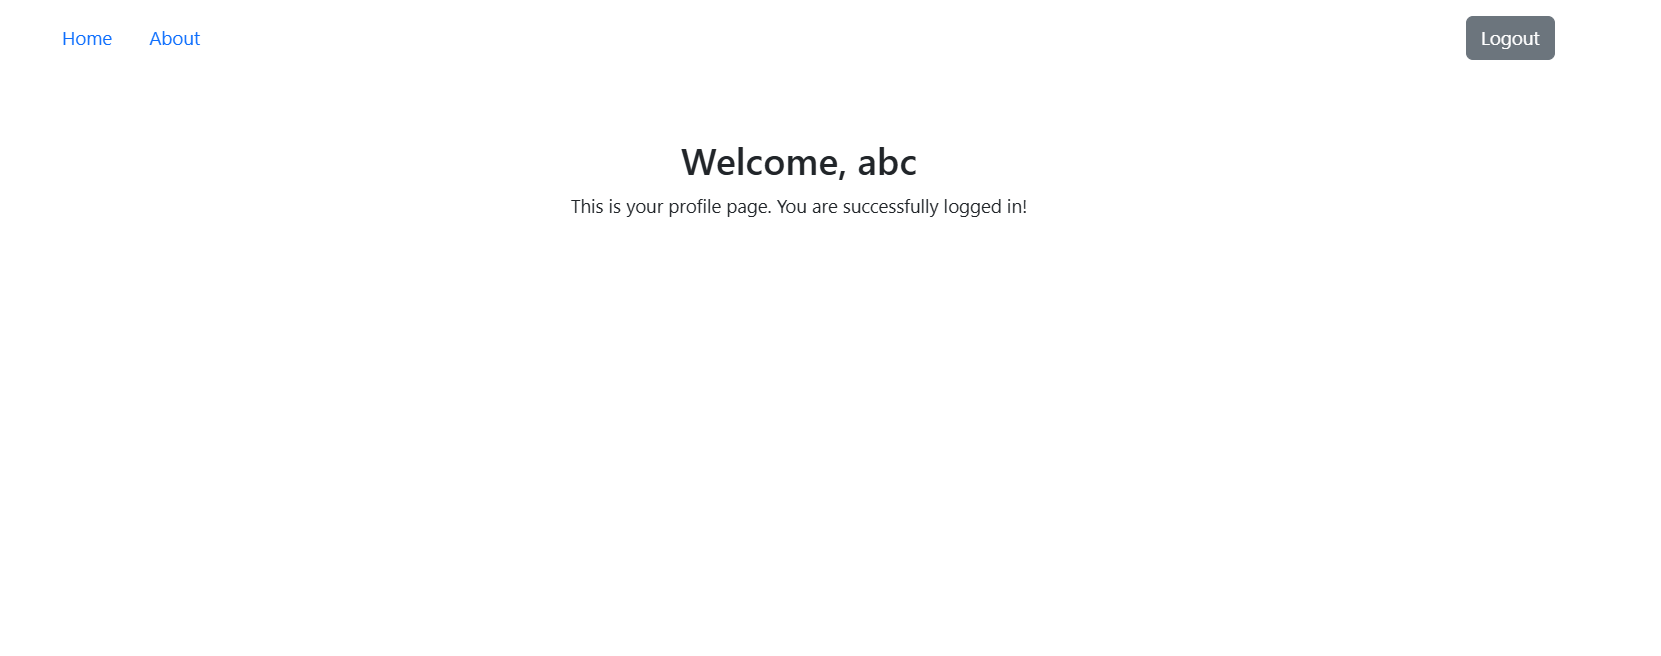 Home About Logout
Welcome, abc
This is your profile page. You are successfully logged in!